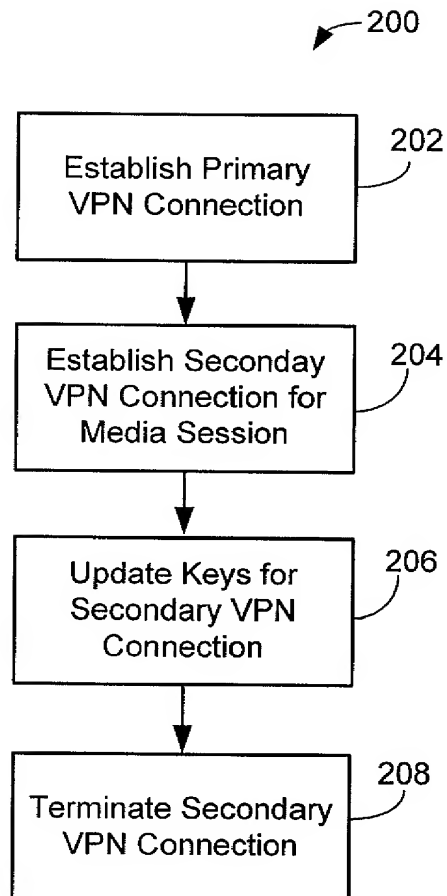 200
Establish Primary
VPN Connection
202
Establish Seconday
VPN Connection for
Media Session
204
Update Keys for
Secondary VPN
Connection
206
Terminate Secondary
VPN Connection
208